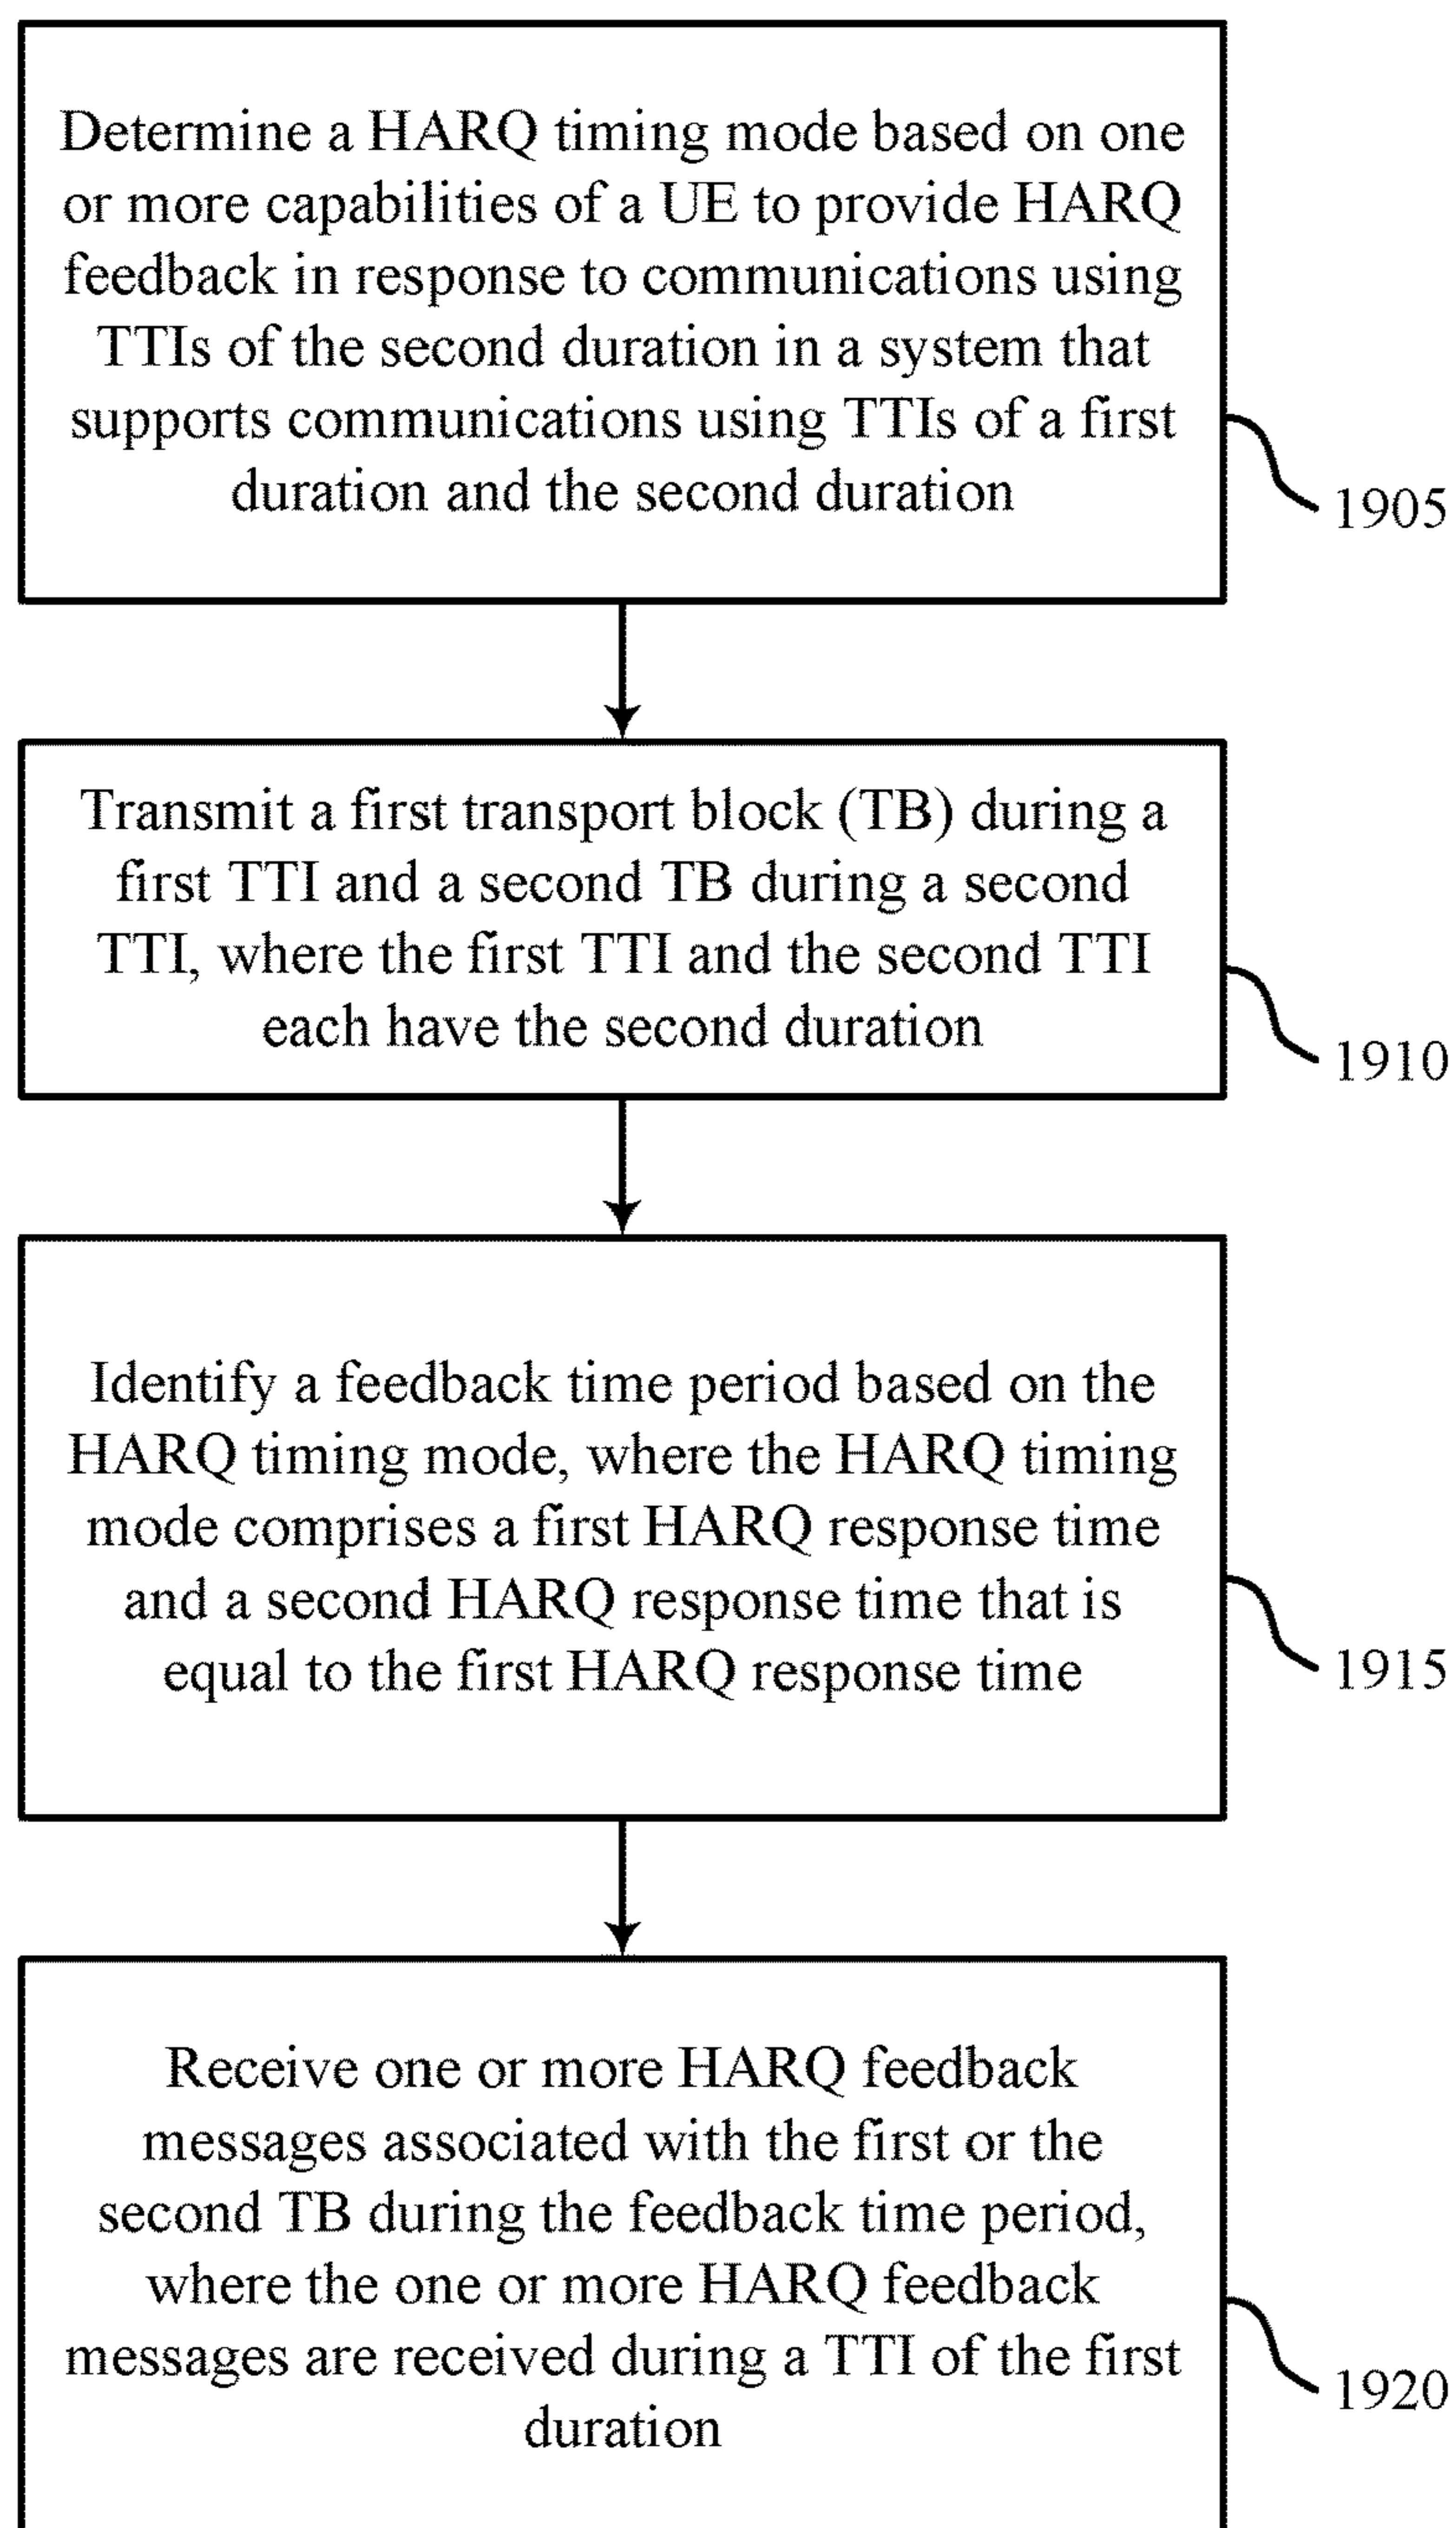 Determine a HARQ timing mode based on one
or more capabilities of a UE to provide HARQ
feedback in response to communications using
TTIs of the second duration in a system that
supports communications using TTIs of a first
duration and the second duration
1905
Transmit a first transport block (TB) during a
first TTI and a second TB during a second
TTI, where the first TTI and the second TTI
each have the second duration
1910
Identify a feedback time period based on the
HARQ timing mode, where the HARQ timing
mode comprises a first HARQ response time
and a second HARQ response time that is
equal to the first HARQ response time
1915
Receive one or more HARQ feedback
messages associated with the first or the
second TB during the feedback time period,
where the one or more HARQ feedback
messages are received during a TTI of the first
duration
1920